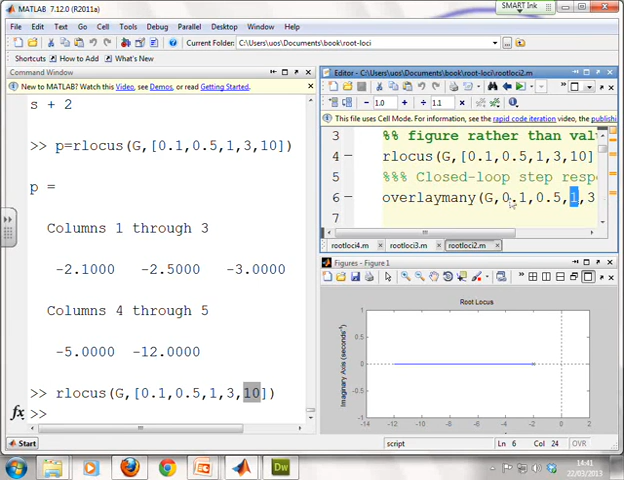 MATLAB 7.12.0 (R2011a)
SMART Ink
File Edit Text Go Cell Tools Debug Parallel Desktop Window Help
Current Folder: C:\Users\uos\Documents\book\root-loci
Shortcuts How to Add What's New
Command Window
New to MATLAB? Watch this Video, see Demos, or read Getting Started.
s + 2
>> p=rlocus(G,[0.1,0.5,1,3,10])
p =
Columns 1 through 3
-2.1000 -2.5000 -3.0000
Columns 4 through 5
-5.0000 -12.0000
>> rlocus(G,[0.1,0.5,1,3,10])
fx >>
Editor - C:\Users\uos\Documents\book\root-loci\rootloci2.m
- 1.0 + ÷ 1.1 ×
This file uses Cell Mode. For information, see the rapid code iteration video, the publishi
3 %% figure rather than val
4 - rlocus(G,[0.1,0.5,1,3,10]
5 %%% Closed-loop step resp
6 - overlaymany(G,0.1,0.5,1,3
7
rootloci4.m rootloci3.m rootloci2.m
Figures - Figure 1
Root Locus
Imaginary Axis (seconds⁻¹)
1
0.5
0
-0.5
-1
-14 -12 -10 -8 -6 -4 -2 0 2
Start
script Ln 6 Col 24 OVR
Dw
14:41
22/03/2013